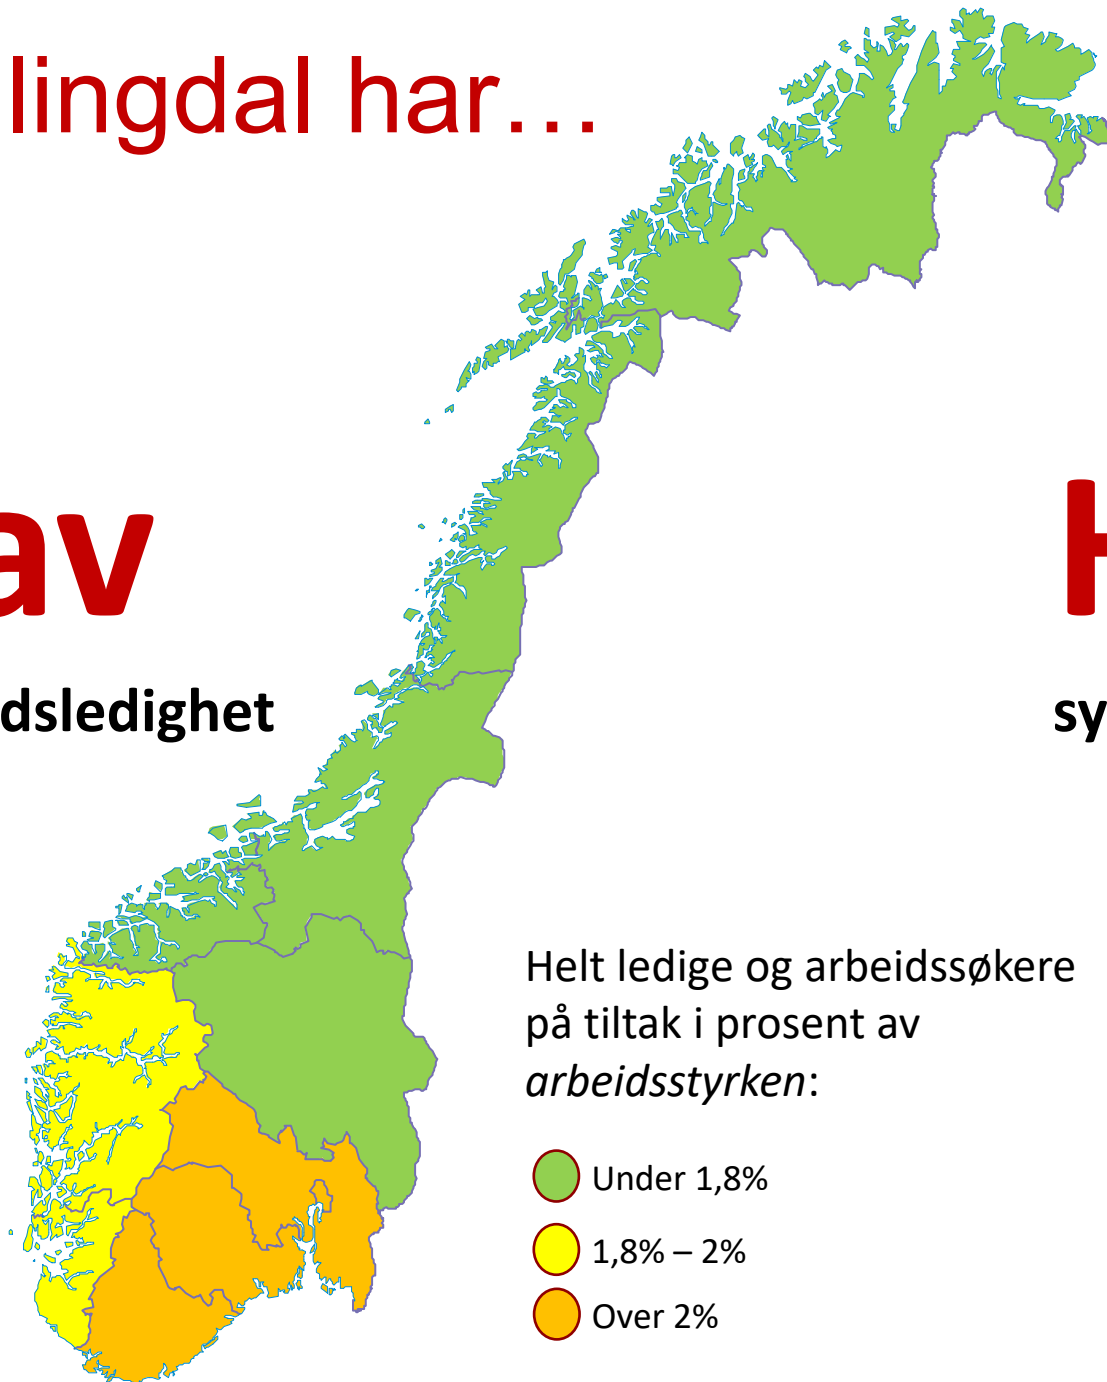 lingdal har…
av
dsledighet
sy
Helt ledige og arbeidssøkere
på tiltak i prosent av
arbeidsstyrken:
Under 1,8%
1,8% – 2%
Over 2%